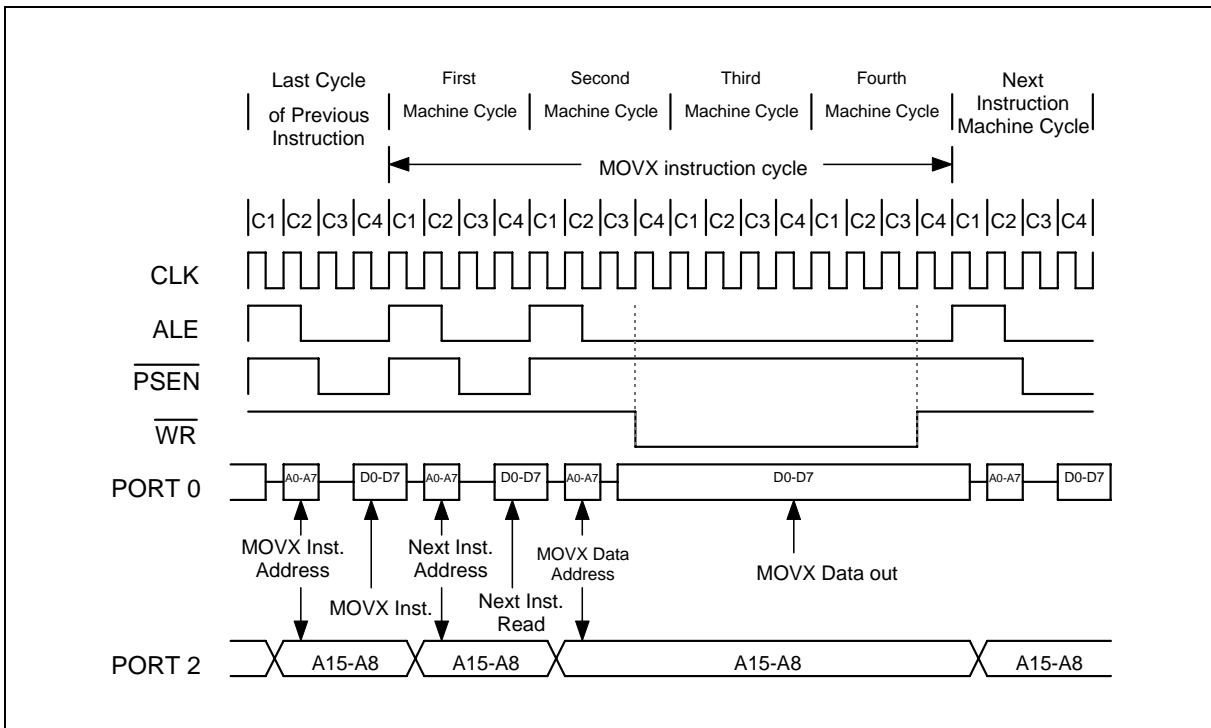 Last Cycle
of Previous
Instruction
First
Machine Cycle
Second
Machine Cycle
Third
Machine Cycle
Fourth
Machine Cycle
Next
Instruction
Machine Cycle
MOVX instruction cycle
C1 C2 C3 C4 C1 C2 C3 C4 C1 C2 C3 C4 C1 C2 C3 C4 C1 C2 C3 C4 C1 C2 C3 C4
CLK
ALE
PSEN
WR
PORT 0
A0-A7 D0-D7 A0-A7 D0-D7 A0-A7 D0-D7 A0-A7 D0-D7
MOVX Inst.
Address
MOVX Inst.
Next Inst.
Address
Next Inst.
Read
MOVX Data
Address
MOVX Data out
PORT 2
A15-A8 A15-A8 A15-A8 A15-A8